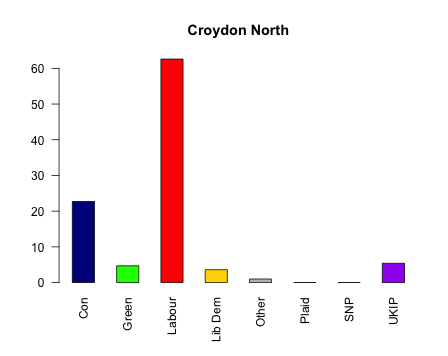 Croydon North
60
50
40
30
20
10
0
Con
Green
Labour
Lib Dem
Other
Plaid
SNP
UKIP